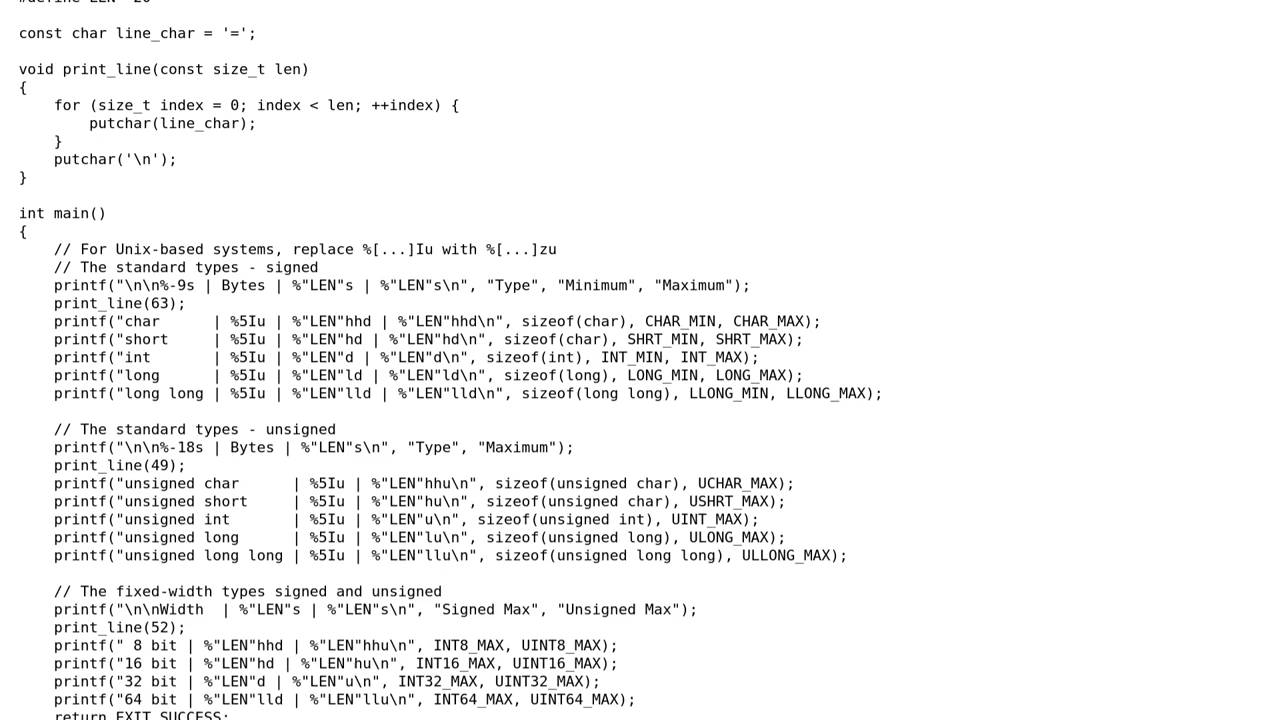 #define LEN "20"
const char line_char = '=';
void print_line(const size_t len)
{
    for (size_t index = 0; index < len; ++index) {
        putchar(line_char);
    }
    putchar('\n');
}
int main()
{
    // For Unix-based systems, replace %[...]Iu with %[...]zu
    // The standard types - signed
    printf("\n\n%-9s | Bytes | %"LEN"s | %"LEN"s\n", "Type", "Minimum", "Maximum");
    print_line(63);
    printf("char      | %5Iu | %"LEN"hhd | %"LEN"hhd\n", sizeof(char), CHAR_MIN, CHAR_MAX);
    printf("short     | %5Iu | %"LEN"hd | %"LEN"hd\n", sizeof(char), SHRT_MIN, SHRT_MAX);
    printf("int       | %5Iu | %"LEN"d | %"LEN"d\n", sizeof(int), INT_MIN, INT_MAX);
    printf("long      | %5Iu | %"LEN"ld | %"LEN"ld\n", sizeof(long), LONG_MIN, LONG_MAX);
    printf("long long | %5Iu | %"LEN"lld | %"LEN"lld\n", sizeof(long long), LLONG_MIN, LLONG_MAX);
    // The standard types - unsigned
    printf("\n\n%-18s | Bytes | %"LEN"s\n", "Type", "Maximum");
    print_line(49);
    printf("unsigned char      | %5Iu | %"LEN"hhu\n", sizeof(unsigned char), UCHAR_MAX);
    printf("unsigned short     | %5Iu | %"LEN"hu\n", sizeof(unsigned char), USHRT_MAX);
    printf("unsigned int       | %5Iu | %"LEN"u\n", sizeof(unsigned int), UINT_MAX);
    printf("unsigned long      | %5Iu | %"LEN"lu\n", sizeof(unsigned long), ULONG_MAX);
    printf("unsigned long long | %5Iu | %"LEN"llu\n", sizeof(unsigned long long), ULLONG_MAX);
    // The fixed-width types signed and unsigned
    printf("\n\nWidth  | %"LEN"s | %"LEN"s\n", "Signed Max", "Unsigned Max");
    print_line(52);
    printf(" 8 bit | %"LEN"hhd | %"LEN"hhu\n", INT8_MAX, UINT8_MAX);
    printf("16 bit | %"LEN"hd | %"LEN"hu\n", INT16_MAX, UINT16_MAX);
    printf("32 bit | %"LEN"d | %"LEN"u\n", INT32_MAX, UINT32_MAX);
    printf("64 bit | %"LEN"lld | %"LEN"llu\n", INT64_MAX, UINT64_MAX);
    return EXIT_SUCCESS;